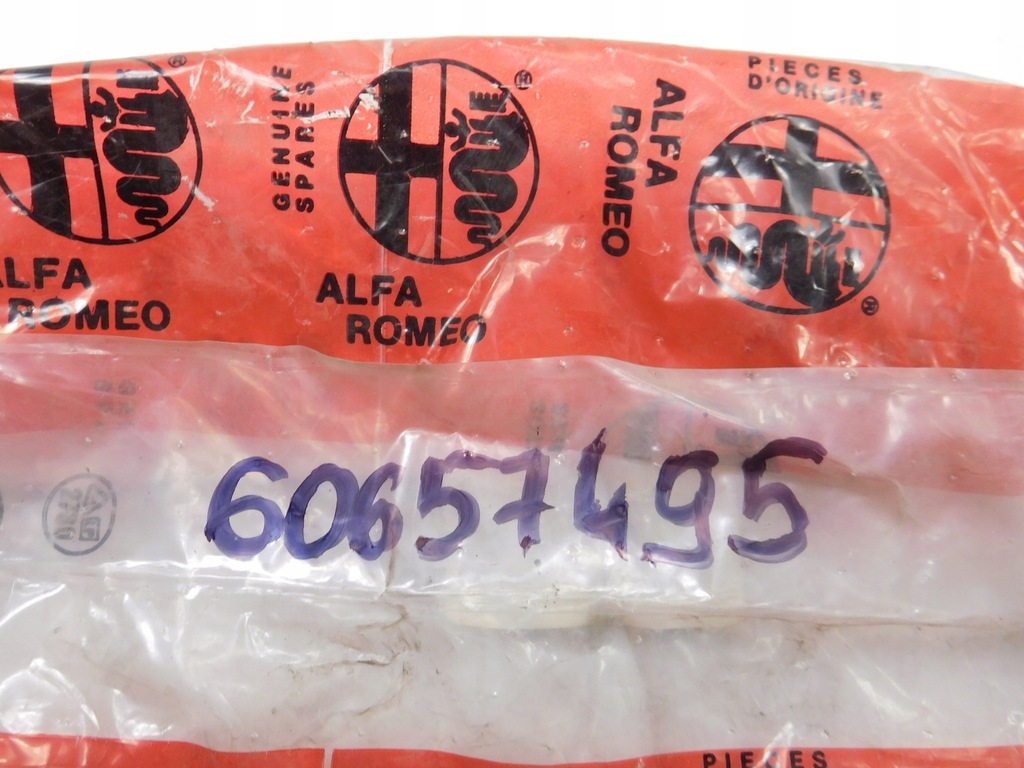 GENUINE
SPARES
PIECES
D'ORIGINE
ALFA
ROMEO
ALFA
ROMEO
ALFA
ROMEO
60657495
PIECES